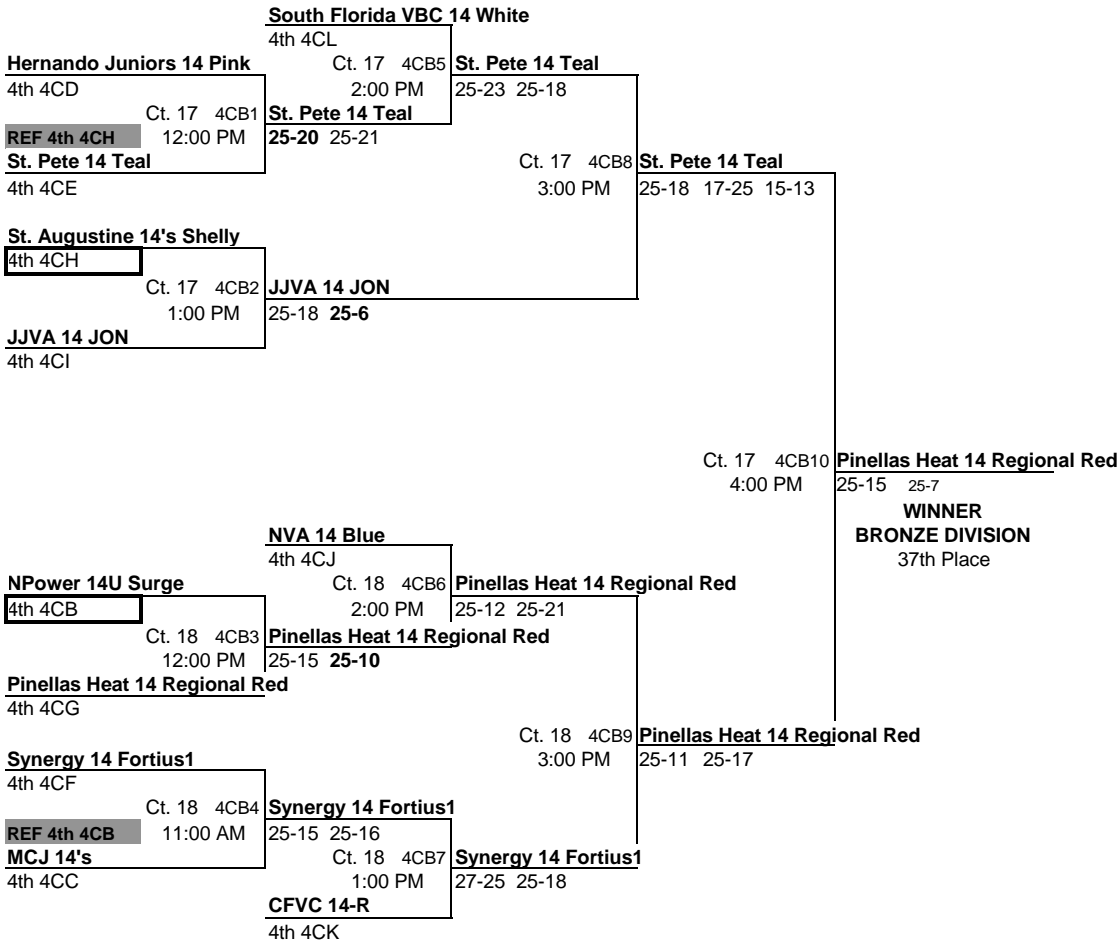 South Florida VBC 14 White
4th 4CL
Hernando Juniors 14 Pink
Ct. 17 4CB5 St. Pete 14 Teal
4th 4CD
2:00 PM 25-23 25-18
Ct. 17 4CB1 St. Pete 14 Teal
REF 4th 4CH 12:00 PM 25-20 25-21
St. Pete 14 Teal
Ct. 17 4CB8 St. Pete 14 Teal
4th 4CE
3:00 PM 25-18 17-25 15-13
St. Augustine 14's Shelly
4th 4CH
Ct. 17 4CB2 JJVA 14 JON
1:00 PM 25-18 25-6
JJVA 14 JON
4th 4CI
Ct. 17 4CB10 Pinellas Heat 14 Regional Red
4:00 PM 25-15 25-7
WINNER
BRONZE DIVISION
37th Place
NVA 14 Blue
4th 4CJ
NPower 14U Surge
Ct. 18 4CB6 Pinellas Heat 14 Regional Red
4th 4CB
2:00 PM 25-12 25-21
Ct. 18 4CB3 Pinellas Heat 14 Regional Red
12:00 PM 25-15 25-10
Pinellas Heat 14 Regional Red
4th 4CG
Ct. 18 4CB9 Pinellas Heat 14 Regional Red
3:00 PM 25-11 25-17
Synergy 14 Fortius1
4th 4CF
Ct. 18 4CB4 Synergy 14 Fortius1
REF 4th 4CB 11:00 AM 25-15 25-16
MCJ 14's
Ct. 18 4CB7 Synergy 14 Fortius1
4th 4CC
1:00 PM 27-25 25-18
CFVC 14-R
4th 4CK